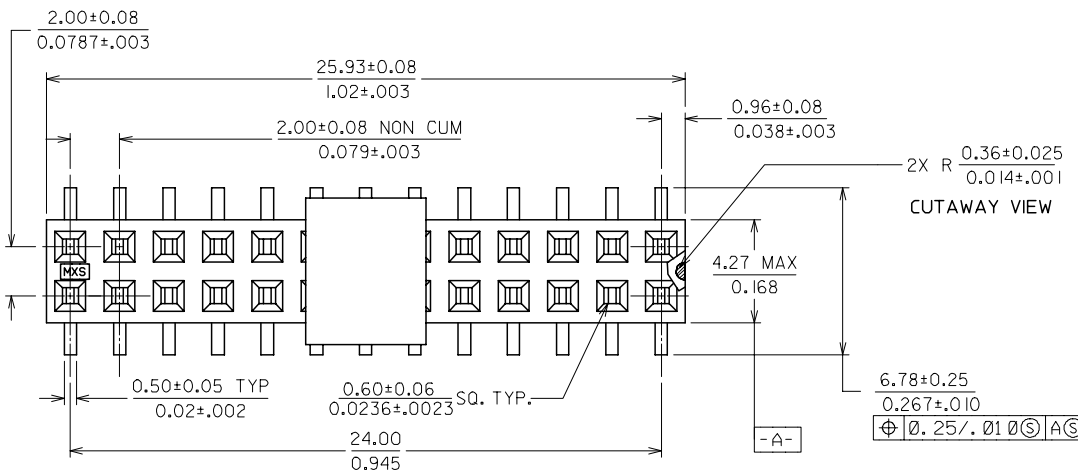 2.00±0.08
0.0787±.003
25.93±0.08
1.02±.003
2.00±0.08 NON CUM
0.079±.003
0.96±0.08
0.038±.003
2X R 0.36±0.025
0.014±.001
CUTAWAY VIEW
MXS
4.27 MAX
0.168
0.50±0.05 TYP
0.02±.002
0.60±0.06
0.0236±.0023
SQ. TYP.
6.78±0.25
0.267±.010
⌖ Ø.25/.01 Ø Ⓢ A Ⓢ
24.00
0.945
-A-